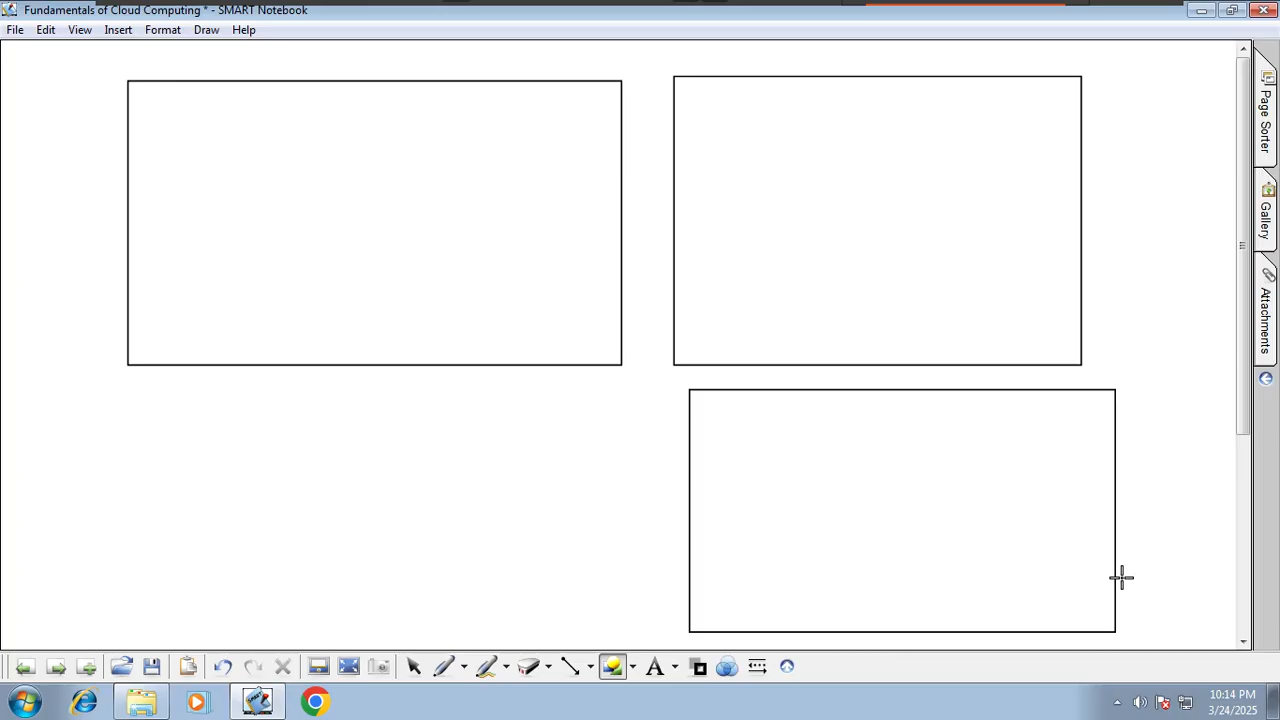 Fundamentals of Cloud Computing * - SMART Notebook
File Edit View Insert Format Draw Help
Page Sorter
Gallery
Attachments
A
10:14 PM
3/24/2025